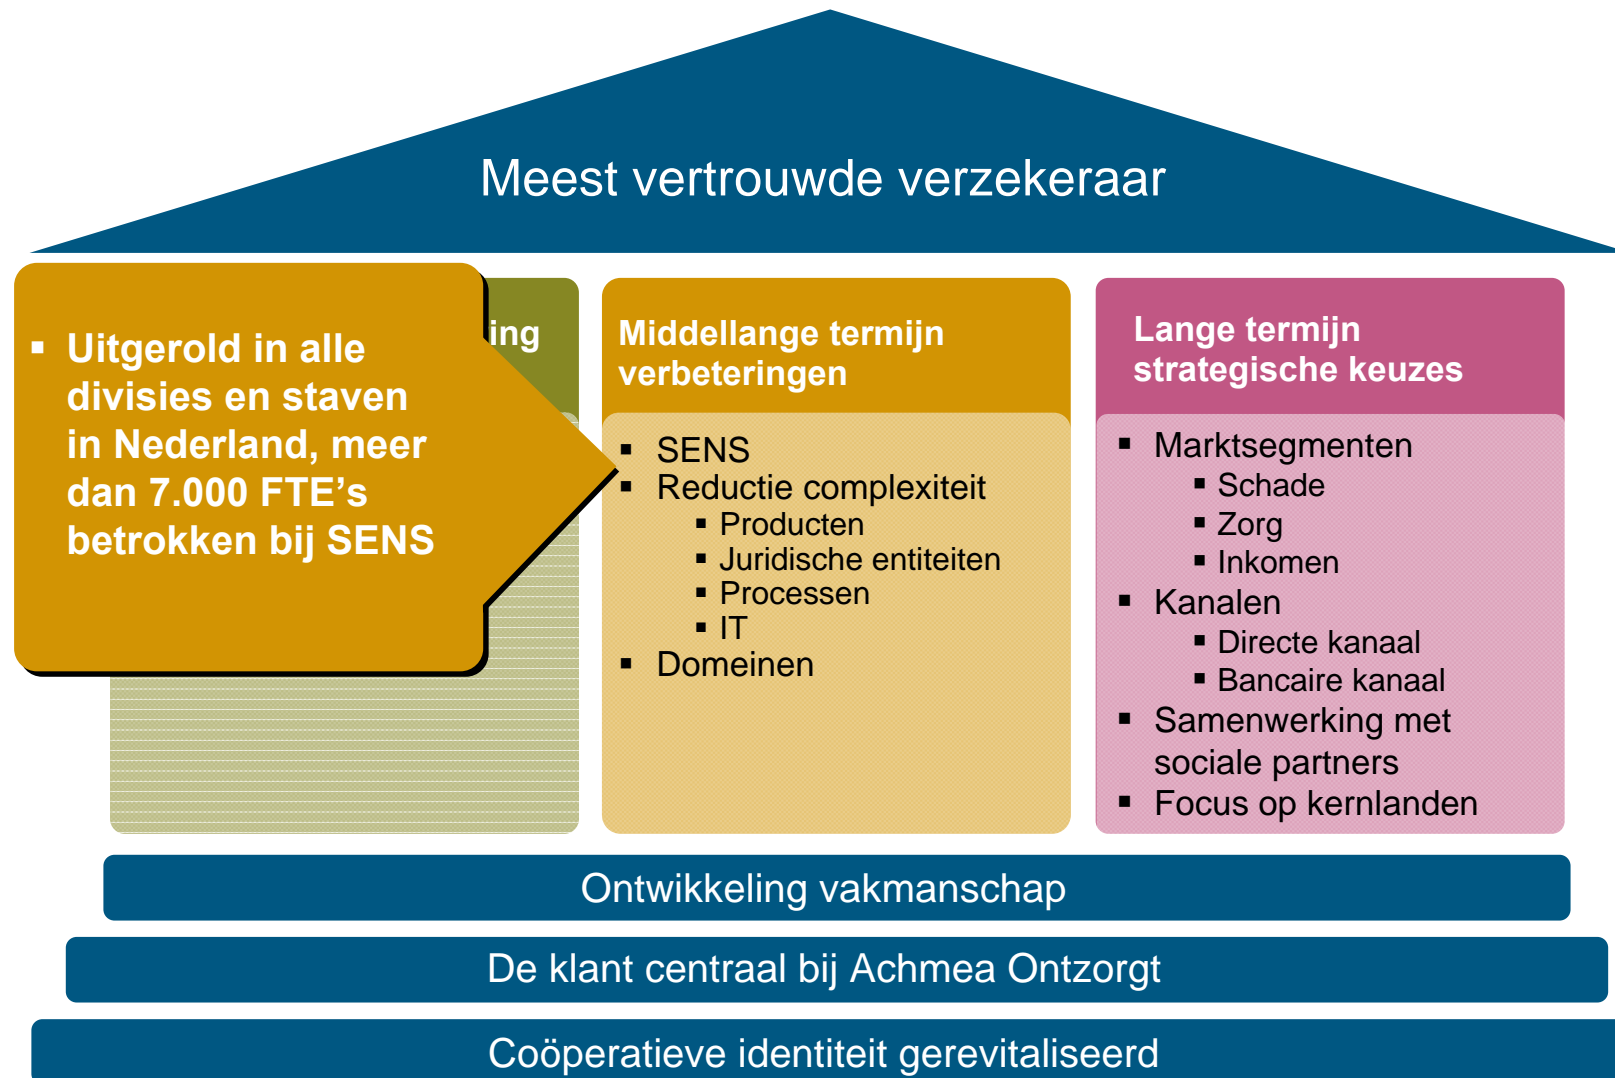 Meest vertrouwde verzekeraar
▪ Uitgerold in alle
divisies en staven
in Nederland, meer
dan 7.000 FTE’s
betrokken bij SENS
Middellange termijn
verbeteringen
▪ SENS
▪ Reductie complexiteit
▪ Producten
▪ Juridische entiteiten
▪ Processen
▪ IT
▪ Domeinen
Lange termijn
strategische keuzes
▪ Marktsegmenten
▪ Schade
▪ Zorg
▪ Inkomen
▪ Kanalen
▪ Directe kanaal
▪ Bancaire kanaal
▪ Samenwerking met
sociale partners
▪ Focus op kernlanden
Ontwikkeling vakmanschap
De klant centraal bij Achmea Ontzorgt
Coöperatieve identiteit gerevitaliseerd